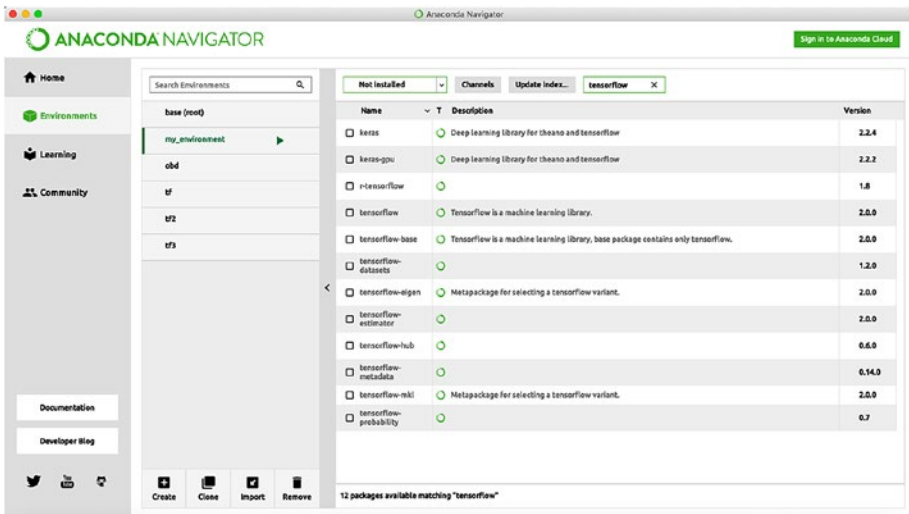 Anaconda Navigator
ANACONDA NAVIGATOR
Sign in to Anaconda Cloud
Home
Environments
Learning
Community
Documentation
Developer Blog
You Tube
Search Environments
base (root)
my_environment
obd
tf
tf2
tf3
Create Clone Import Remove
Not installed Channels Update index... tensorflow X
Name T Description Version
keras Deep learning library for theano and tensorflow 2.2.4
keras-gpu Deep learning library for theano and tensorflow 2.2.2
r-tensorflow 1.8
tensorflow Tensorflow is a machine learning library. 2.0.0
tensorflow-base Tensorflow is a machine learning library, base package contains only tensorflow. 2.0.0
tensorflow-
datasets 1.2.0
tensorflow-eigen Metapackage for selecting a tensorflow variant. 2.0.0
tensorflow-
estimator 2.0.0
tensorflow-hub 0.6.0
tensorflow-
metadata 0.14.0
tensorflow-mkl Metapackage for selecting a tensorflow variant. 2.0.0
tensorflow-
probability 0.7
12 packages available matching "tensorflow"